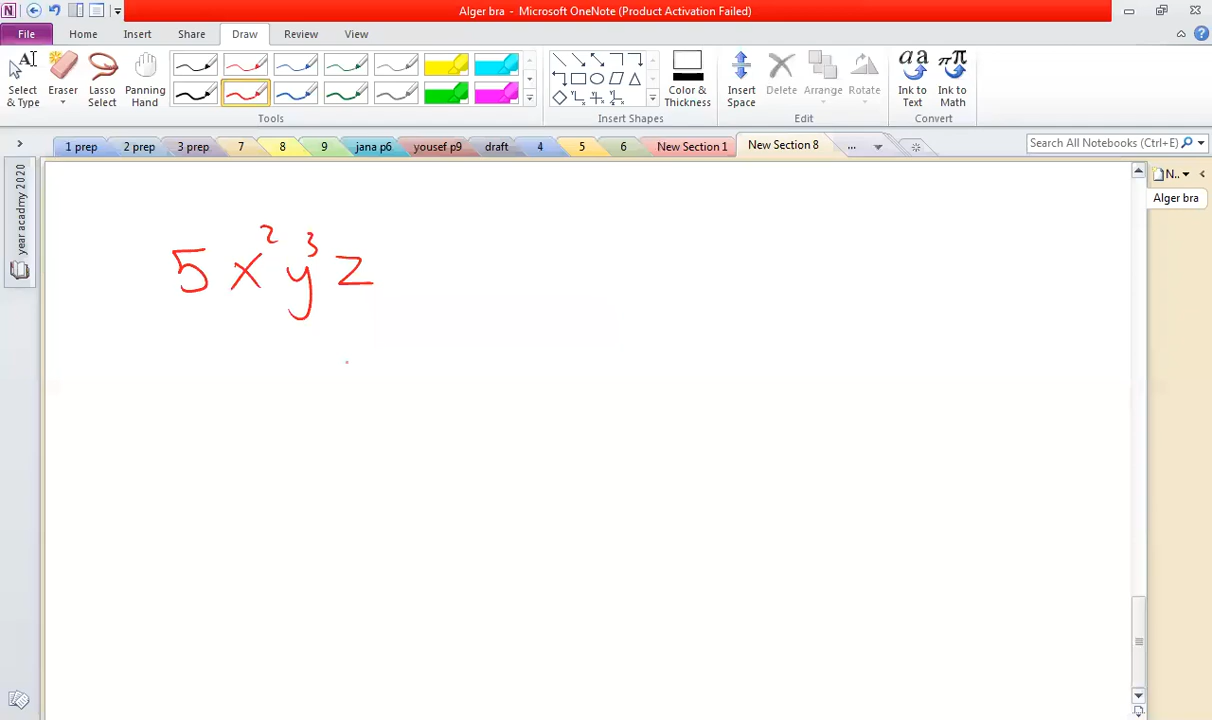 Alger bra - Microsoft OneNote (Product Activation Failed)
File Home Insert Share Draw Review View
Select & Type Eraser Lasso Select Panning Hand Color & Thickness Insert Space Delete Arrange Rotate Ink to Text Ink to Math
Tools Insert Shapes Edit Convert
1 prep 2 prep 3 prep 7 8 9 jana p6 yousef p9 draft 4 5 6 New Section 1 New Section 8 ... Search All Notebooks (Ctrl+E)
N..
Alger bra
year acadmy 2020
5 x² y³ z